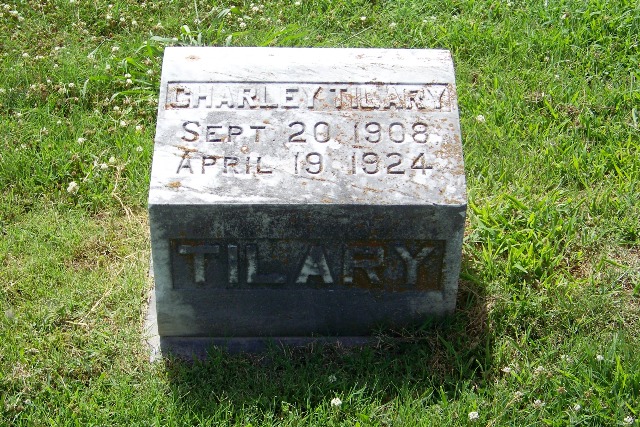 CHARLEY TILARY
SEPT 20 1908
APRIL 19 1924
TILARY